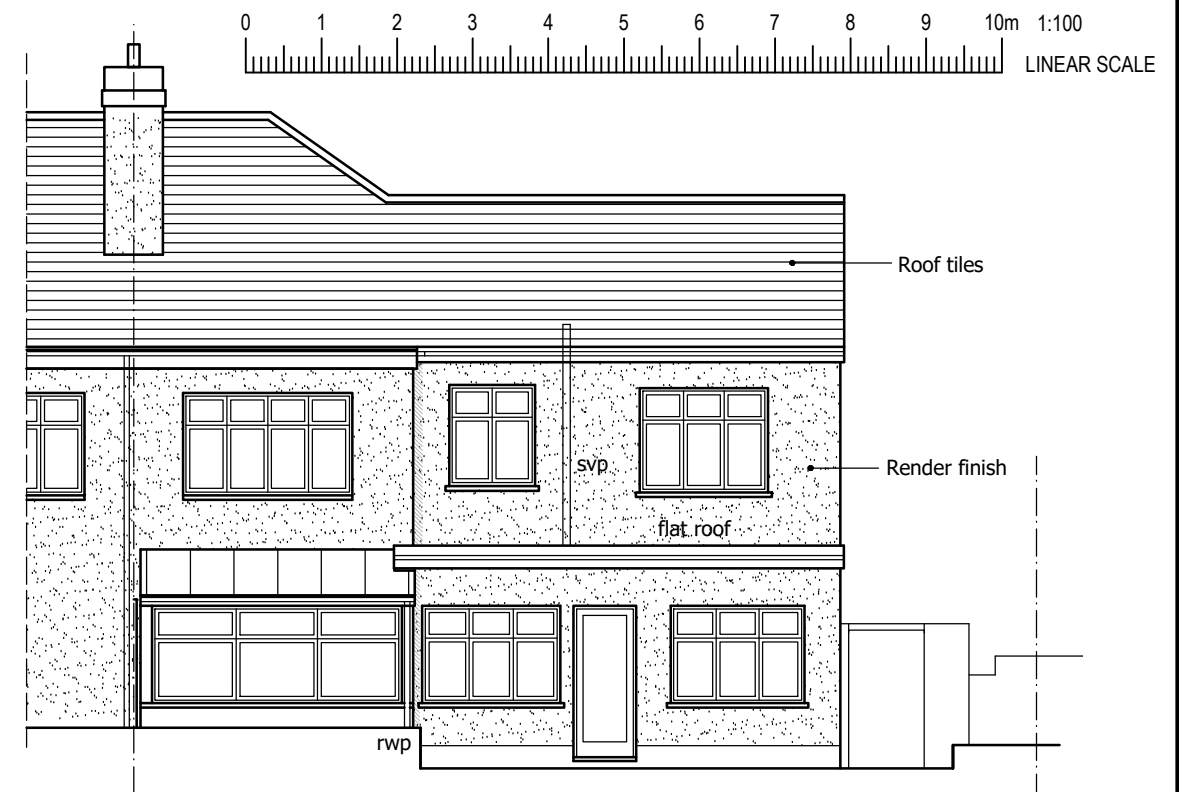 0 1 2 3 4 5 6 7 8 9 10m 1:100
LINEAR SCALE
Roof tiles
Render finish
svp
flat roof
rwp